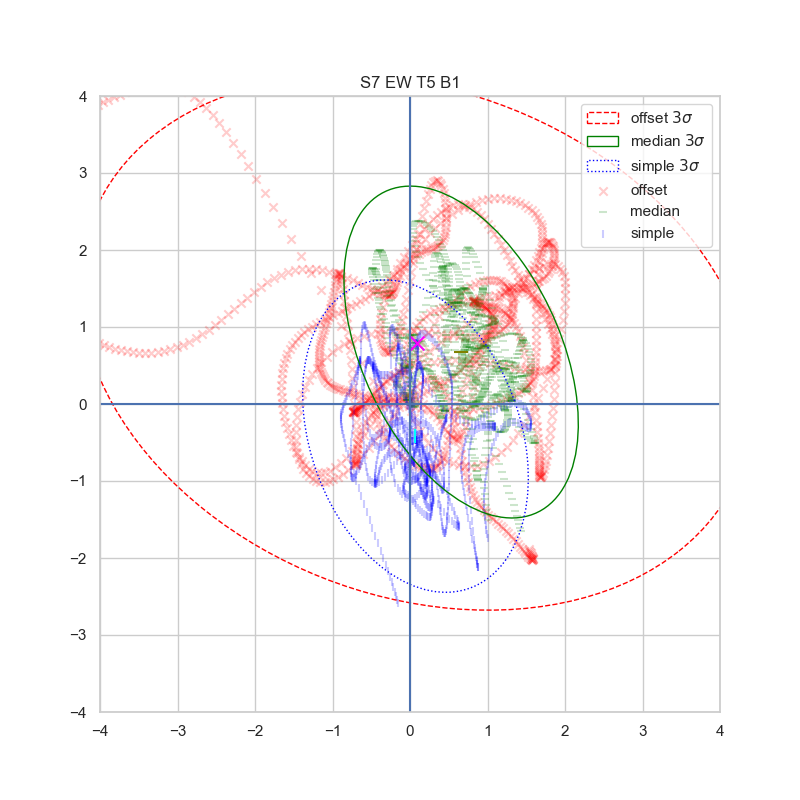 S7 EW T5 B1
offset 3σ
median 3σ
simple 3σ
offset
median
simple
4
3
2
1
0
−1
−2
−3
−4
−4 −3 −2 −1 0 1 2 3 4